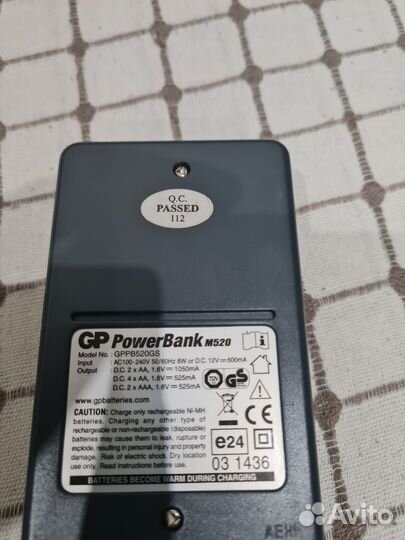 Q.C.
PASSED
112
GP PowerBank M520
Model No.: GPPB520GS
Input : AC100-240V 50/60Hz 8W or D.C. 12V 600mA
Output : D.C. 2 x AA, 1.6V 1050mA
D.C. 4 x AA, 1.6V 525mA
D.C. 2 x AAA, 1.6V 525mA
www.gpbatteries.com
CAUTION: Charge only rechargeable Ni-MH
batteries. Charging any other type of
rechargeable or non-rechargeable (disposable)
batteries may cause them to leak, rupture or
explode, resulting in personal injury and property
damage. Risk of electric shock. Dry location
use only. Read instructions before use.
TÜV GS
CE
e24
03 1436
BATTERIES BECOME WARM DURING CHARGING
Avito